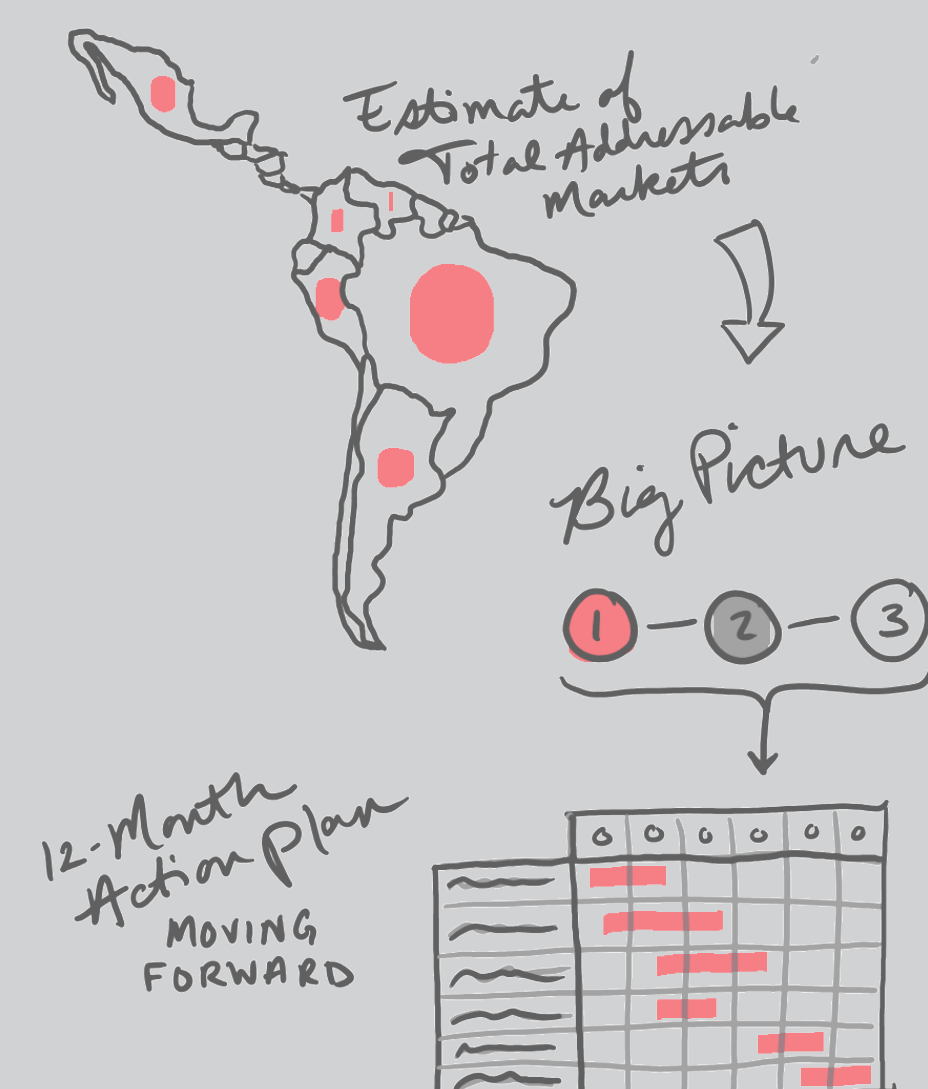 Estimate of
Total Addressable
Markets
Big Picture
1 - 2 - 3
12-Month
Action Plan
MOVING
FORWARD